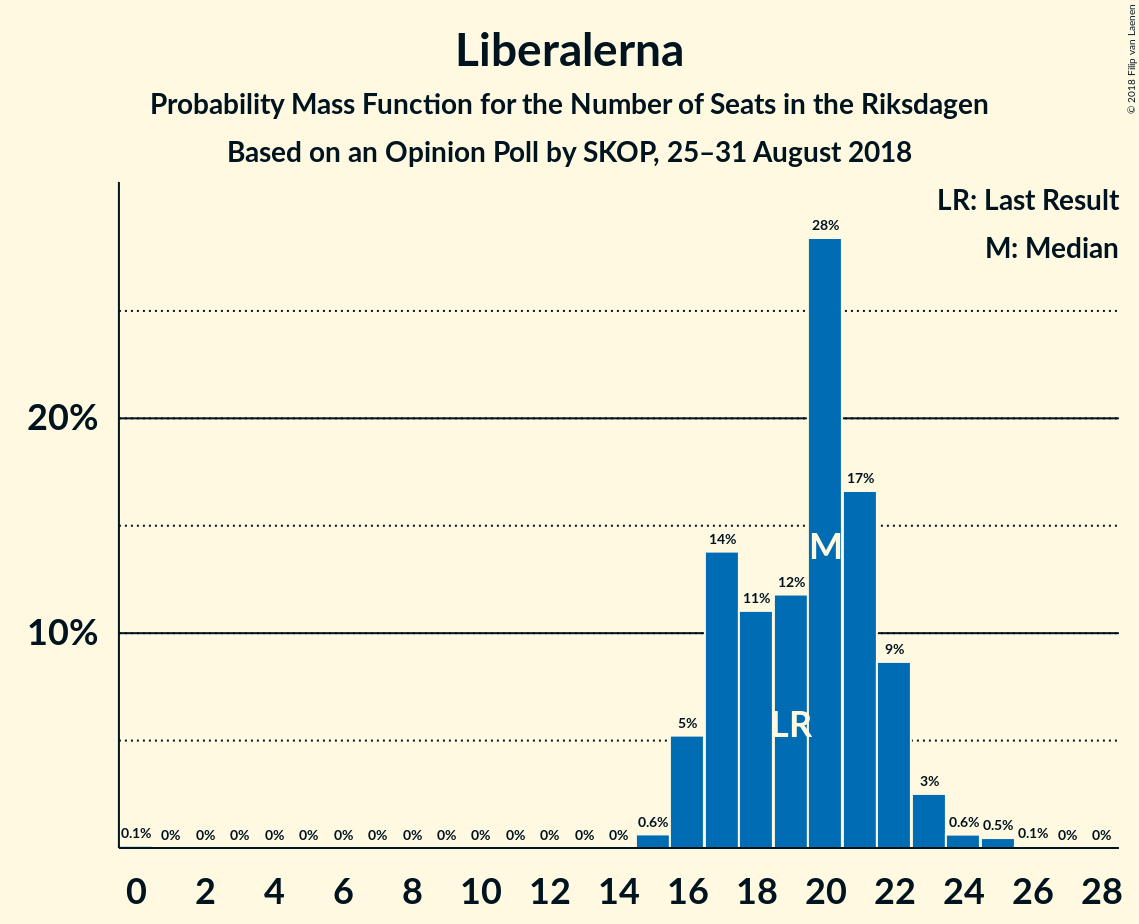 © 2018 Filip van Laenen
Liberalerna
Probability Mass Function for the Number of Seats in the Riksdagen
Based on an Opinion Poll by SKOP, 25–31 August 2018
LR: Last Result
M: Median
20%
10%
0.1% 0% 0% 0% 0% 0% 0% 0% 0% 0% 0% 0% 0% 0% 0% 0.6% 5% 14% 11% 12% 28% 17% 9% 3% 0.6% 0.5% 0.1% 0% 0%
M
LR
0 2 4 6 8 10 12 14 16 18 20 22 24 26 28